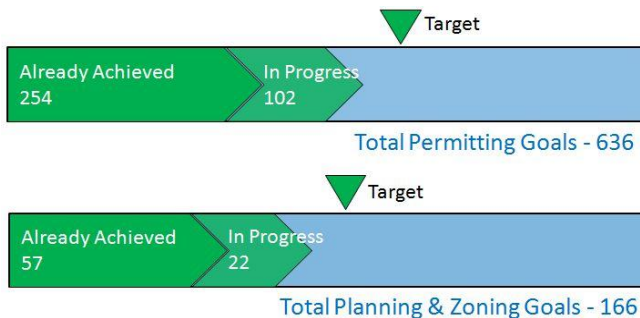 Target
Already Achieved
254
In Progress
102
Total Permitting Goals - 636
Target
Already Achieved
57
In Progress
22
Total Planning & Zoning Goals - 166